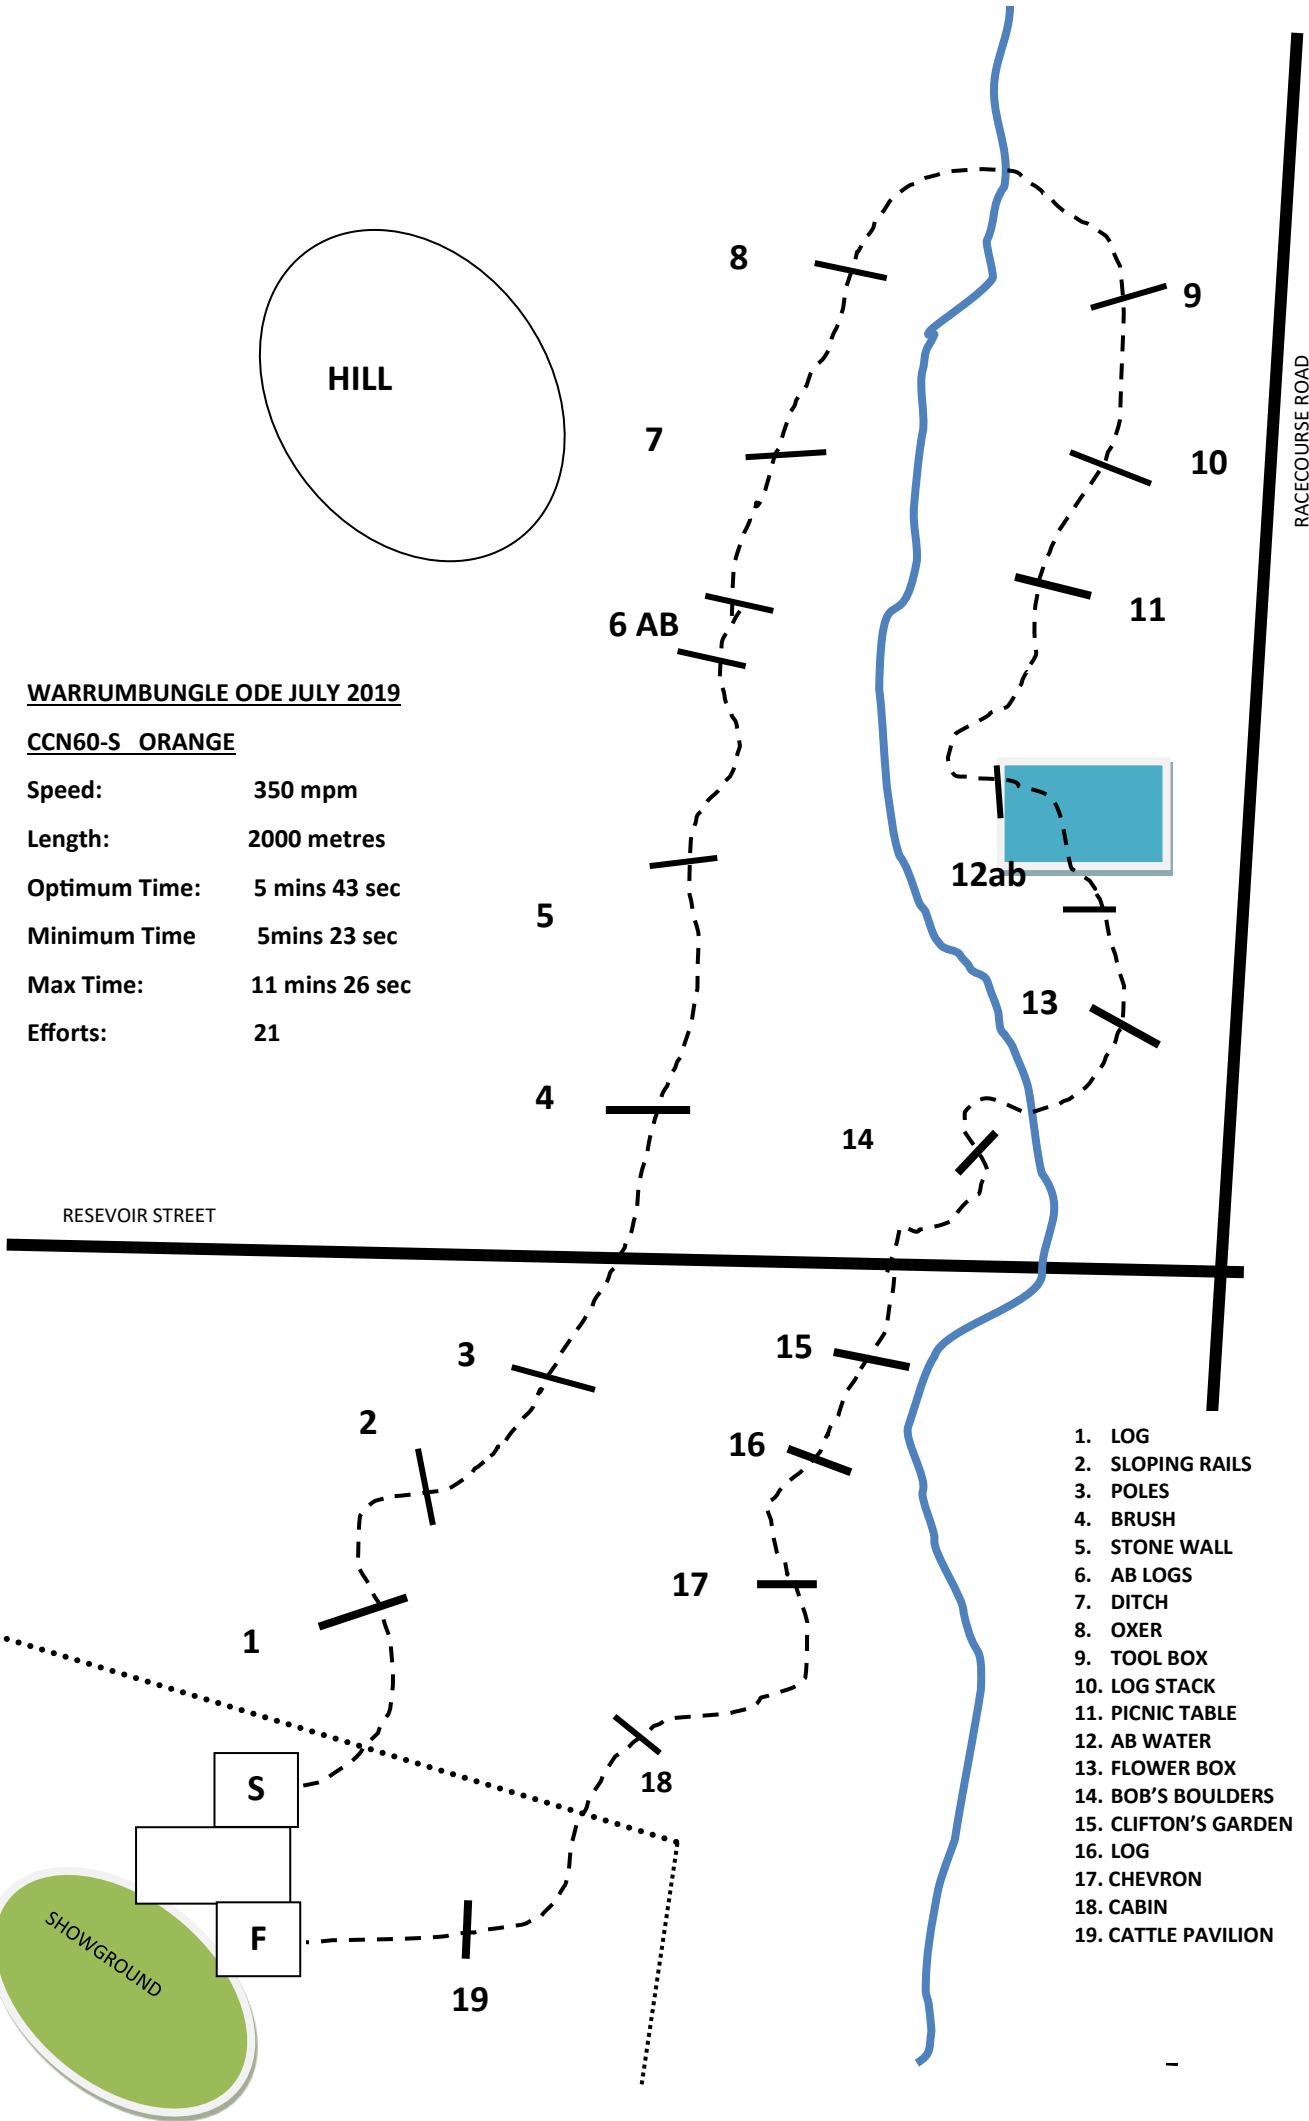 8
9
HILL
RACECOURSE ROAD
7
10
11
6 AB
WARRUMBUNGLE ODE JULY 2019
CCN60-S ORANGE
Speed: 350 mpm
Length: 2000 metres
Optimum Time: 5 mins 43 sec
Minimum Time 5mins 23 sec
Max Time: 11 mins 26 sec
Efforts: 21
12ab
5
13
4
14
RESEVOIR STREET
3
15
2
16
17
1
18
S
F
19
SHOWGROUND
1. LOG
2. SLOPING RAILS
3. POLES
4. BRUSH
5. STONE WALL
6. AB LOGS
7. DITCH
8. OXER
9. TOOL BOX
10. LOG STACK
11. PICNIC TABLE
12. AB WATER
13. FLOWER BOX
14. BOB'S BOULDERS
15. CLIFTON'S GARDEN
16. LOG
17. CHEVRON
18. CABIN
19. CATTLE PAVILION